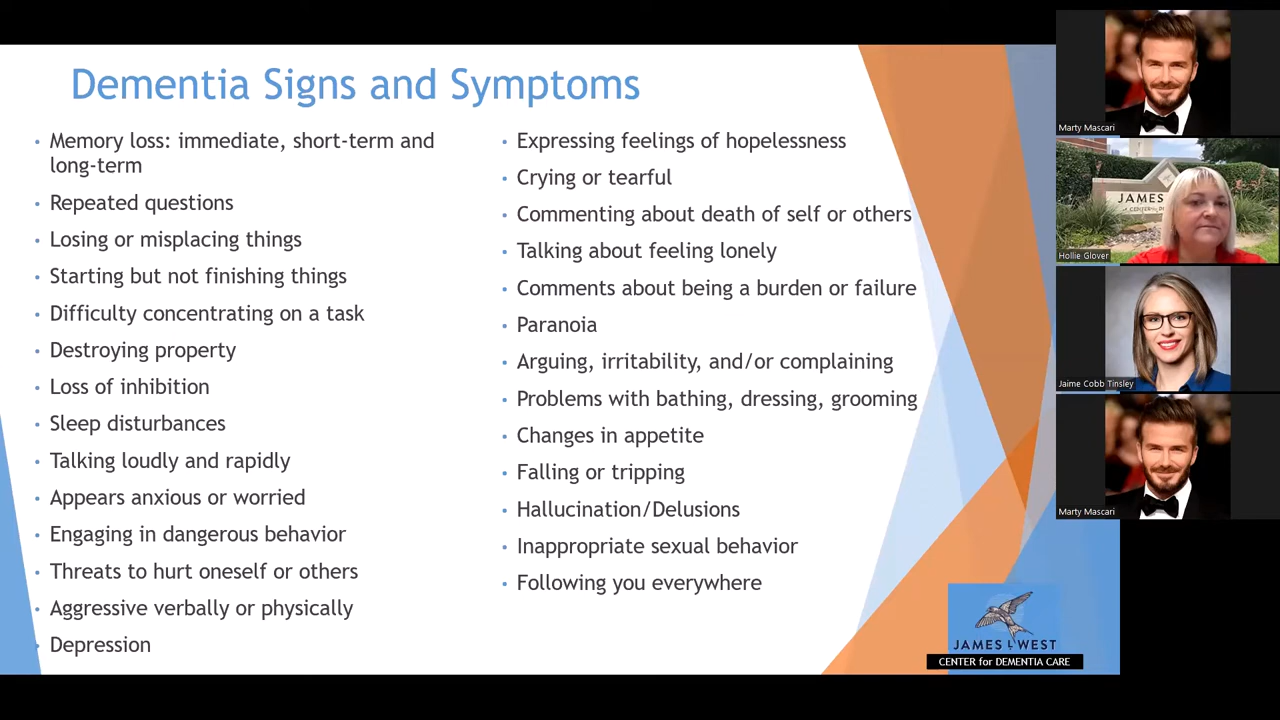 Dementia Signs and Symptoms
Memory loss: immediate, short-term and
long-term
Repeated questions
Losing or misplacing things
Starting but not finishing things
Difficulty concentrating on a task
Destroying property
Loss of inhibition
Sleep disturbances
Talking loudly and rapidly
Appears anxious or worried
Engaging in dangerous behavior
Threats to hurt oneself or others
Aggressive verbally or physically
Depression
Expressing feelings of hopelessness
Crying or tearful
Commenting about death of self or others
Talking about feeling lonely
Comments about being a burden or failure
Paranoia
Arguing, irritability, and/or complaining
Problems with bathing, dressing, grooming
Changes in appetite
Falling or tripping
Hallucination/Delusions
Inappropriate sexual behavior
Following you everywhere
JAMES L WEST
CENTER for DEMENTIA CARE
Marty Mascari
JAMES
Hollie Glover
Jaime Cobb Tinsley
Marty Mascari